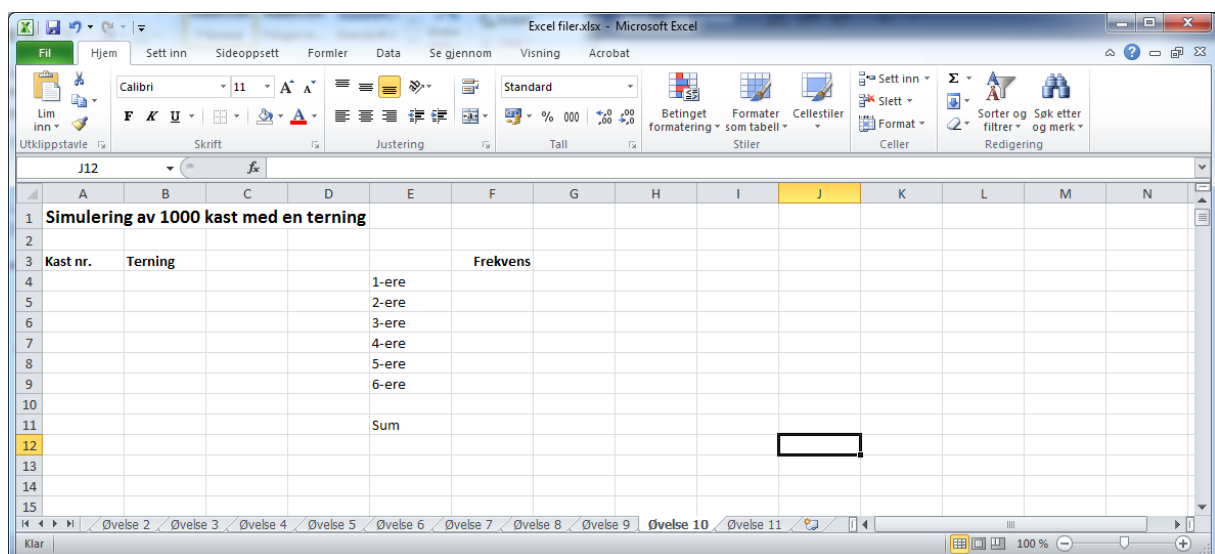 Excel filer.xlsx - Microsoft Excel
Fil Hjem Sett inn Sideoppsett Formler Data Se gjennom Visning Acrobat
Lim inn
Calibri 11 A A
F K U A
Standard
% 000 ,0 ,00 ,00 ,0
Betinget formatering
Formater som tabell
Cellestiler
Sett inn
Slett
Format
Σ
Sorter og filtrer
Søk etter og merk
Utklippstavle Skrift Justering Tall Stiler Celler Redigering
J12 fx
A B C D E F G H I J K L M N
1 Simulering av 1000 kast med en terning
2
3 Kast nr. Terning Frekvens
4 1-ere
5 2-ere
6 3-ere
7 4-ere
8 5-ere
9 6-ere
10
11 Sum
12
13
14
15
Øvelse 2 Øvelse 3 Øvelse 4 Øvelse 5 Øvelse 6 Øvelse 7 Øvelse 8 Øvelse 9 Øvelse 10 Øvelse 11
Klar 100 %